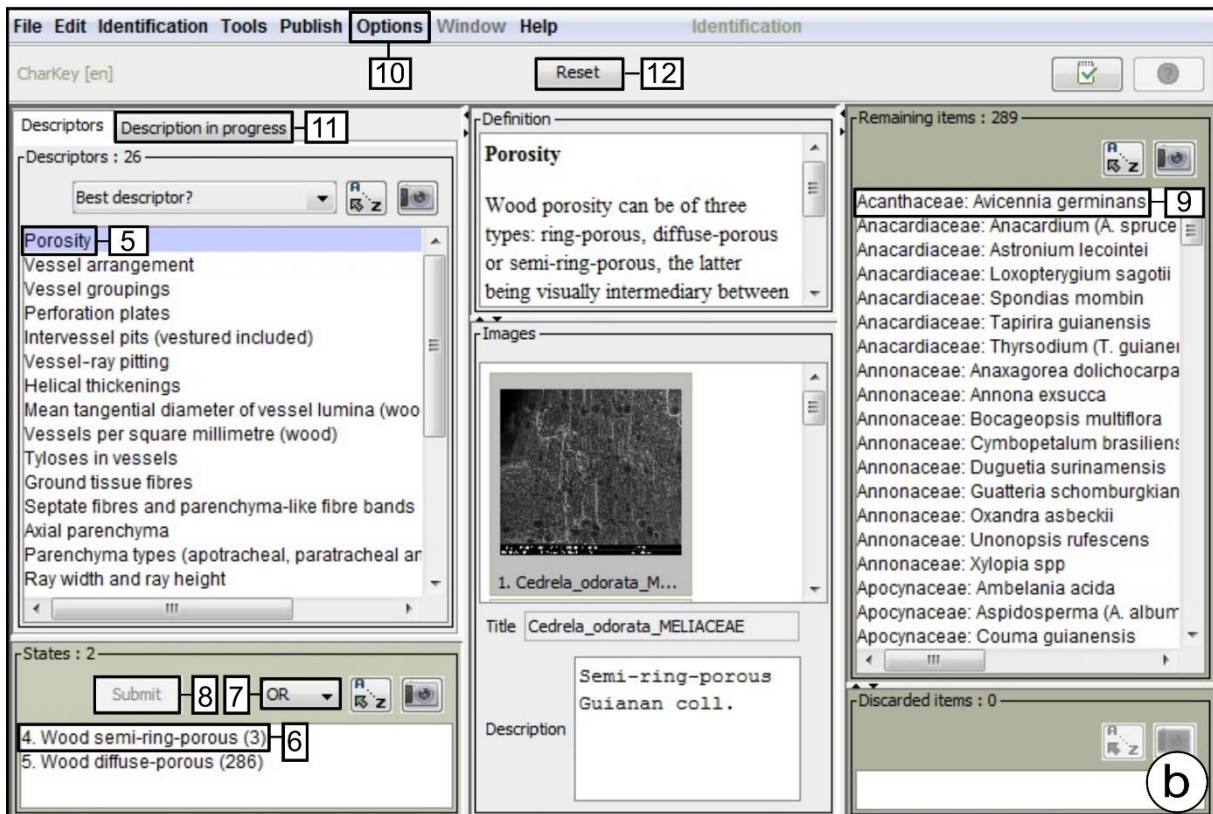 File Edit Identification Tools Publish Options Window Help Identification
10
CharKey [en]
Reset
12
Descriptors
Description in progress
11
Descriptors : 26
Best descriptor?
Porosity
5
Vessel arrangement
Vessel groupings
Perforation plates
Intervessel pits (vestured included)
Vessel-ray pitting
Helical thickenings
Mean tangential diameter of vessel lumina (woo
Vessels per square millimetre (wood)
Tyloses in vessels
Ground tissue fibres
Septate fibres and parenchyma-like fibre bands
Axial parenchyma
Parenchyma types (apotracheal, paratracheal an
Ray width and ray height
States : 2
Submit
8
7
OR
4. Wood semi-ring-porous (3)
6
5. Wood diffuse-porous (286)
Definition
Porosity
Wood porosity can be of three
types: ring-porous, diffuse-porous
or semi-ring-porous, the latter
being visually intermediary between
Images
1. Cedrela_odorata_M...
Title Cedrela_odorata_MELIACEAE
Description
Semi-ring-porous
Guianan coll.
Remaining items : 289
Acanthaceae: Avicennia germinans
9
Anacardiaceae: Anacardium (A. spruce
Anacardiaceae: Astronium lecointei
Anacardiaceae: Loxopterygium sagotii
Anacardiaceae: Spondias mombin
Anacardiaceae: Tapirira guianensis
Anacardiaceae: Thyrsodium (T. guianer
Annonaceae: Anaxagorea dolichocarpa
Annonaceae: Annona exsucca
Annonaceae: Bocageopsis multiflora
Annonaceae: Cymbopetalum brasiliens
Annonaceae: Duguetia surinamensis
Annonaceae: Guatteria schomburgkian
Annonaceae: Oxandra asbeckii
Annonaceae: Unonopsis rufescens
Annonaceae: Xylopia spp
Apocynaceae: Ambelania acida
Apocynaceae: Aspidosperma (A. album
Apocynaceae: Couma guianensis
Discarded items : 0
b